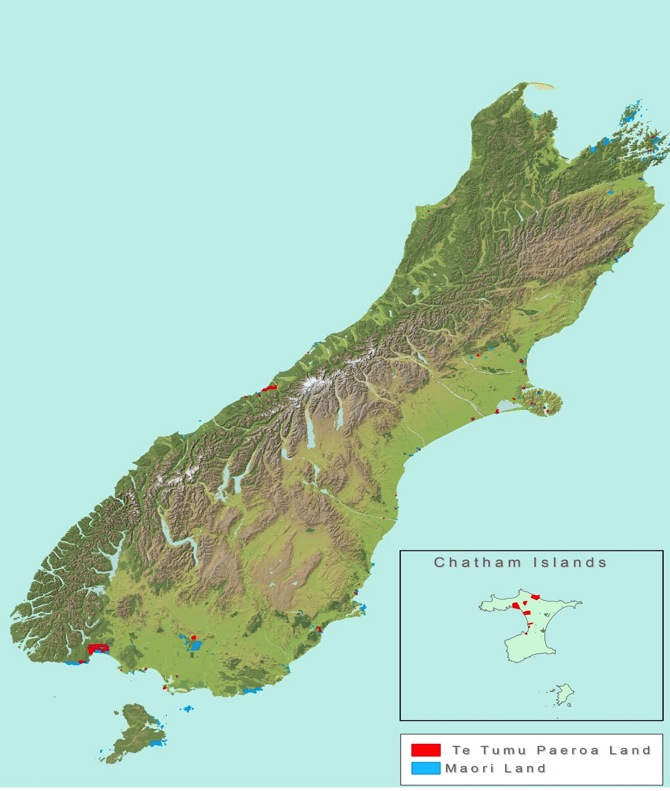 Chatham Islands
Te Tumu Paeroa Land
Maori Land